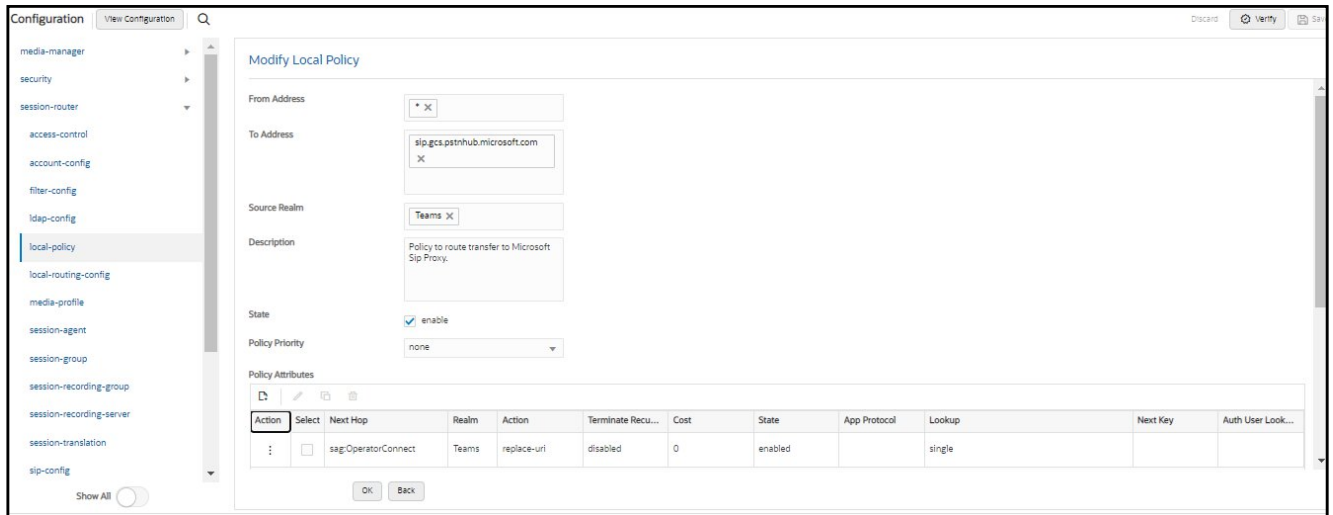 Configuration View Configuration Discard Verify Sav
media-manager
security
session-router
access-control
account-config
filter-config
ldap-config
local-policy
local-routing-config
media-profile
session-agent
session-group
session-recording-group
session-recording-server
session-translation
sip-config
Show All
Modify Local Policy
From Address
*
To Address
sip.gcs.pstnhub.microsoft.com
Source Realm
Teams
Description
Policy to route transfer to Microsoft
Sip Proxy.
State
enable
Policy Priority
none
Policy Attributes
Action Select Next Hop Realm Action Terminate Recu... Cost State App Protocol Lookup Next Key Auth User Look...
sag:OperatorConnect Teams replace-uri disabled 0 enabled single
OK Back